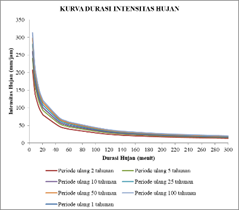 KURVA DURASI INTENSITAS HUJAN
Intensitas Hujan (mm/jam)
350
300
250
200
150
100
50
0
0 20 40 60 80 100 120 140 160 180 200 220 240 260 280 300
Durasi Hujan (menit)
Periode ulang 2 tahunan
Periode ulang 5 tahunan
Periode ulang 10 tahunan
Periode ulang 25 tahunan
Periode ulang 50 tahunan
Periode ulang 100 tahunan
Periode ulang 1 tahunan